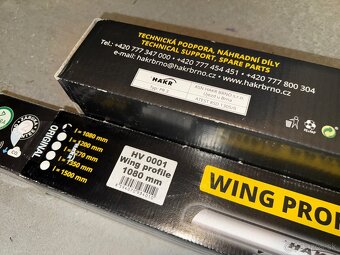 TECHNICKÁ PODPORA, NÁHRADNÍ DÍLY
TECHNICAL SUPPORT, SPARE PARTS
Tel.: +420 777 347 000, +420 777 454 451, +420 777 800 304
e-mail: hakrbrno@hakrbrno.cz
www.hakrbrno.cz
HAKR
ORIGINAL
l = 1080 mm
l = 1200 mm
l = 1350 mm
l = 1500 mm
HV 0001
Wing profile
1080 mm
WING PROF
HAKR